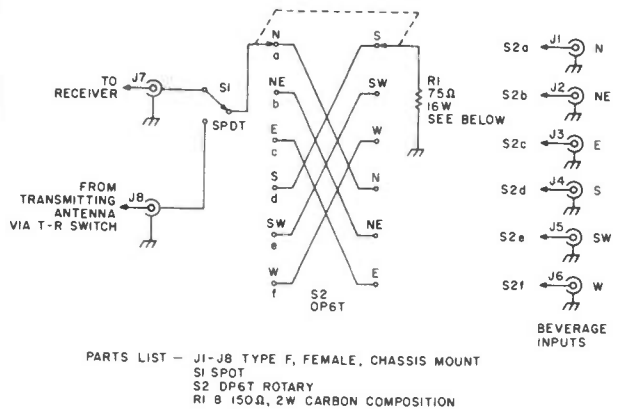 TO
RECEIVER
J7
S1
SPDT
FROM
TRANSMITTING
ANTENNA
VIA T-R SWITCH
J8
N
a
NE
b
E
c
S
d
SW
e
W
f
S2
DP6T
S
SW
W
N
NE
E
R1
75Ω
16W
SEE BELOW
S2a J1 N
S2b J2 NE
S2c J3 E
S2d J4 S
S2e J5 SW
S2f J6 W
BEVERAGE
INPUTS
PARTS LIST — J1-J8 TYPE F, FEMALE, CHASSIS MOUNT
S1 SPDT
S2 DP6T ROTARY
R1 8 150Ω, 2W CARBON COMPOSITION